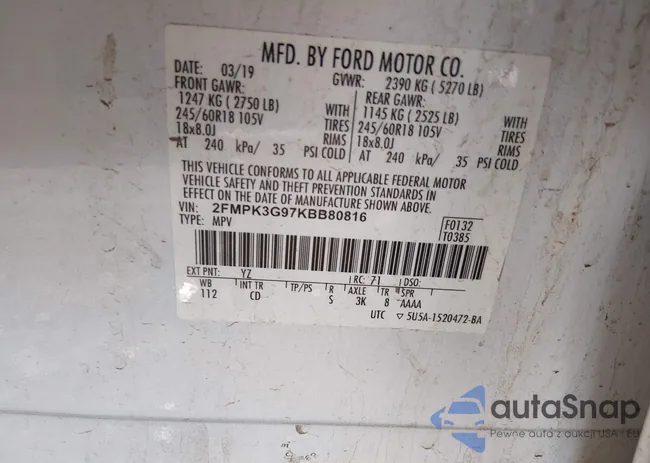 MFD. BY FORD MOTOR CO.
DATE: 03/19 GVWR: 2390 KG ( 5270 LB)
FRONT GAWR: REAR GAWR:
1247 KG ( 2750 LB) WITH 1145 KG ( 2525 LB) WITH
245/60R18 105V TIRES 245/60R18 105V TIRES
18x8.0J RIMS 18x8.0J RIMS
AT 240 kPa/ 35 PSI COLD AT 240 kPa/ 35 PSI COLD
THIS VEHICLE CONFORMS TO ALL APPLICABLE FEDERAL MOTOR
VEHICLE SAFETY AND THEFT PREVENTION STANDARDS IN
EFFECT ON THE DATE OF MANUFACTURE SHOWN ABOVE.
VIN: 2FMPK3G97KBB80816 F0132
TYPE: MPV T0385
EXT PNT: YZ RC: 71 DSO:
WB INT TR TP/PS R AXLE TR SPR
112 CD S 3K 8 AAAA
UTC ▽ 5U5A-1520472-BA
autaSnap
Pewne auta z aukcji USA i EU